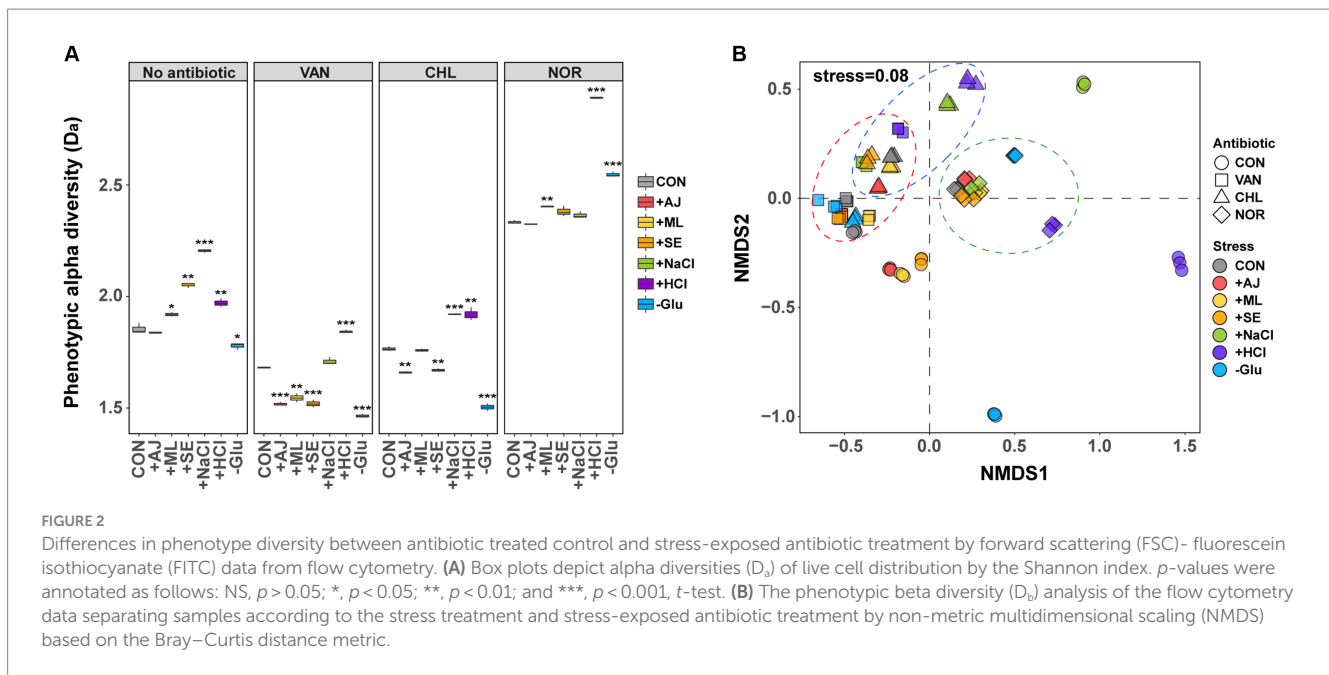 A
No antibiotic
VAN
CHL
NOR
Phenotypic alpha diversity (Da)
2.5
2.0
1.5
*
**
***
**
*
***
**
***
***
***
**
**
***
**
***
**
***
***
CON
+AJ
+ML
+SE
+NaCl
+HCl
-Glu
CON
+AJ
+ML
+SE
+NaCl
+HCl
-Glu
CON
+AJ
+ML
+SE
+NaCl
+HCl
-Glu
CON
+AJ
+ML
+SE
+NaCl
+HCl
-Glu
CON
+AJ
+ML
+SE
+NaCl
+HCl
-Glu
B
stress=0.08
NMDS2
0.5
0.0
−0.5
−1.0
−0.5
0.0
0.5
1.0
1.5
NMDS1
Antibiotic
CON
VAN
CHL
NOR
Stress
CON
+AJ
+ML
+SE
+NaCl
+HCl
-Glu
FIGURE 2
Differences in phenotype diversity between antibiotic treated control and stress-exposed antibiotic treatment by forward scattering (FSC)- fluorescein
isothiocyanate (FITC) data from flow cytometry. (A) Box plots depict alpha diversities (Da) of live cell distribution by the Shannon index. p-values were
annotated as follows: NS, p > 0.05; *, p < 0.05; **, p < 0.01; and ***, p < 0.001, t-test. (B) The phenotypic beta diversity (Db) analysis of the flow cytometry
data separating samples according to the stress treatment and stress-exposed antibiotic treatment by non-metric multidimensional scaling (NMDS)
based on the Bray–Curtis distance metric.